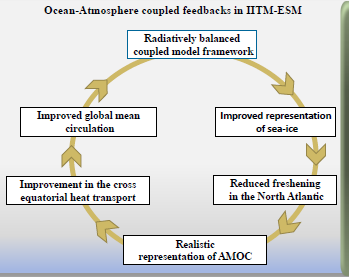 Ocean-Atmosphere coupled feedbacks in IITM-ESM
Radiatively balanced
coupled model framework
Improved representation
of sea-ice
Reduced freshening
in the North Atlantic
Realistic
representation of AMOC
Improvement in the cross
equatorial heat transport
Improved global mean
circulation